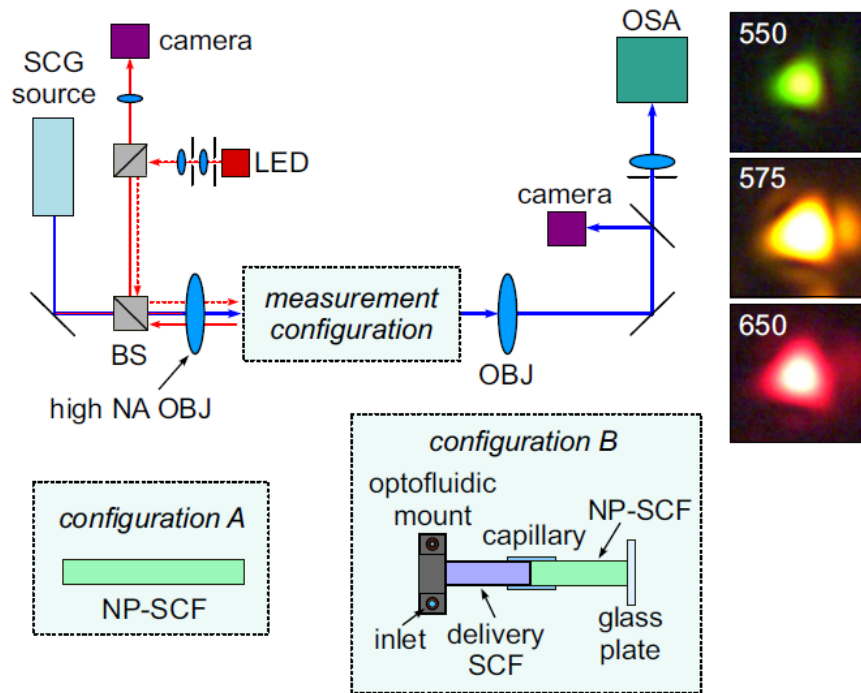 camera
SCG
source
LED
BS
high NA OBJ
measurement
configuration
OBJ
camera
OSA
550
575
650
configuration A
NP-SCF
configuration B
optofluidic
mount
capillary
NP-SCF
inlet
delivery
SCF
glass
plate